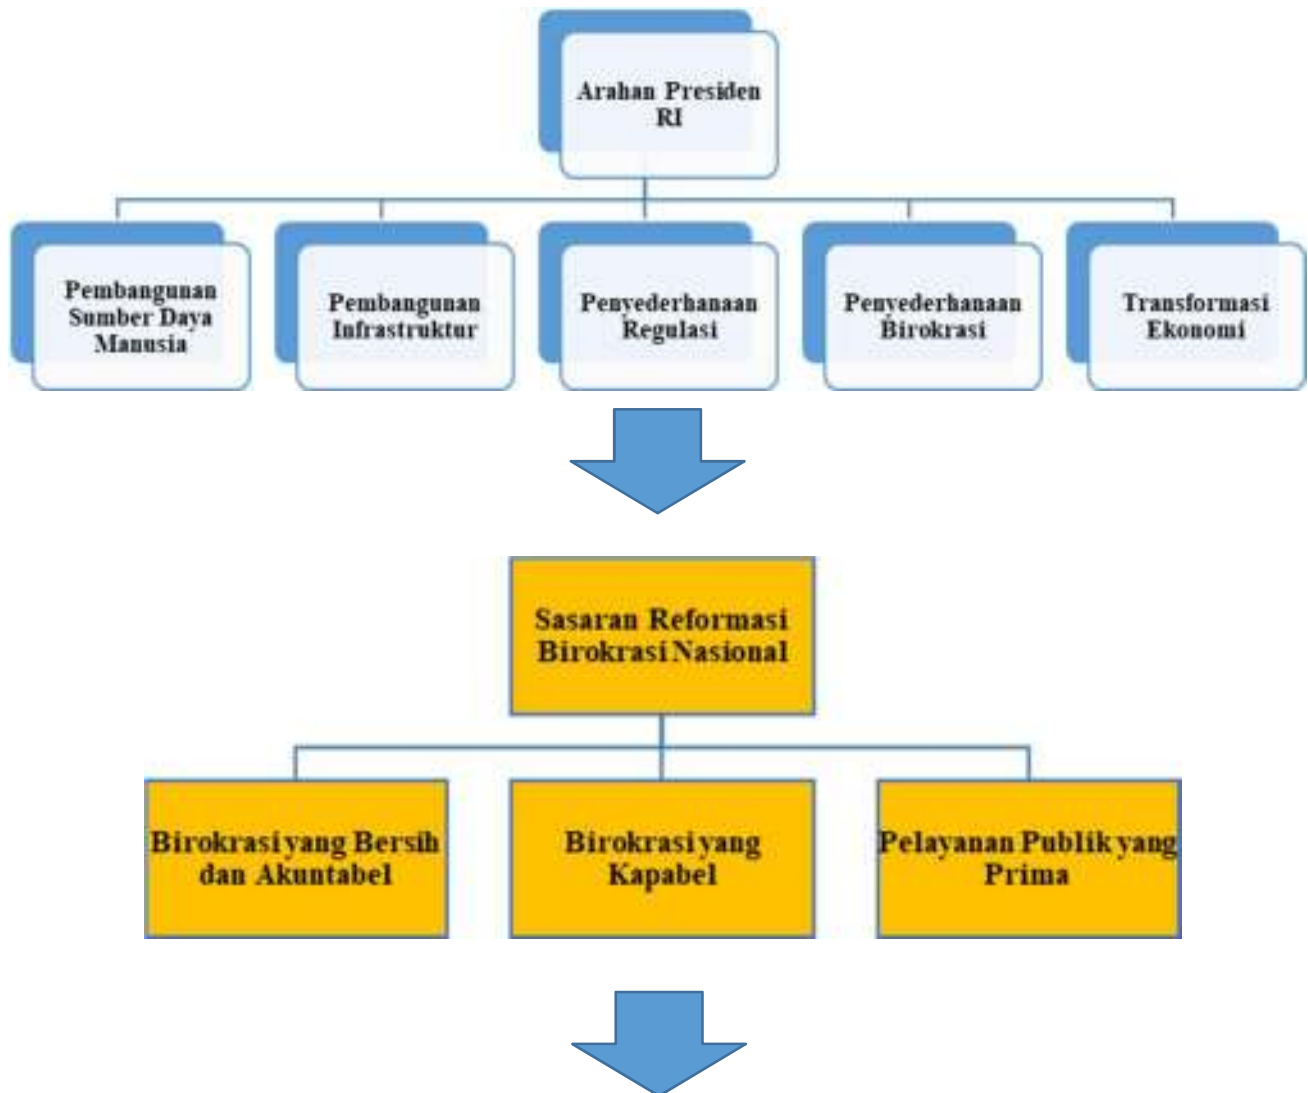 Arahan Presiden
RI
Pembangunan
Sumber Daya
Manusia
Pembangunan
Infrastruktur
Penyederhanaan
Regulasi
Penyederhanaan
Birokrasi
Transformasi
Ekonomi
Sasaran Reformasi
Birokrasi Nasional
Birokrasi yang Bersih
dan Akuntabel
Birokrasi yang
Kapabel
Pelayanan Publik yang
Prima